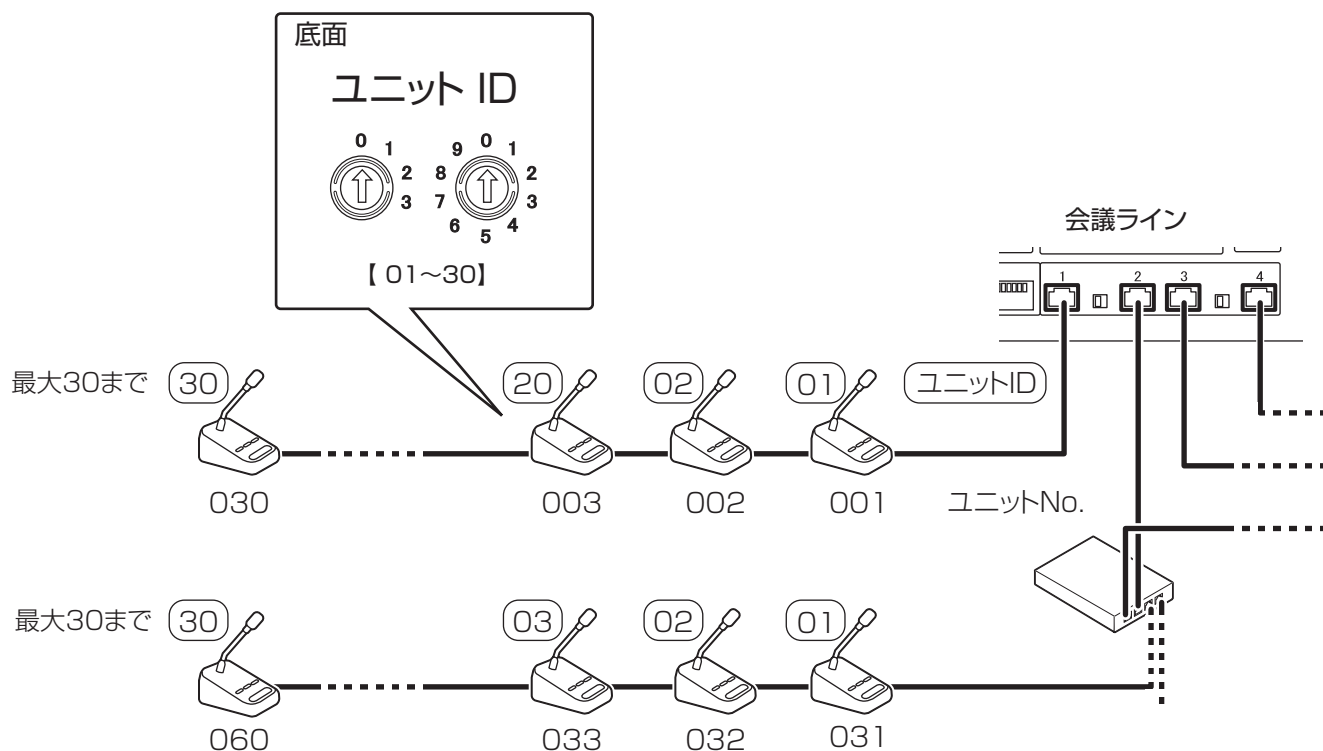 底面
ユニット ID
0 1 2 3
9 0 1 2 3 4 5 6 7 8
【 01～30】
会議ライン
1 2 3 4
最大30まで 30 20 02 01 ユニットID
030 003 002 001 ユニットNo.
最大30まで 30 03 02 01
060 033 032 031